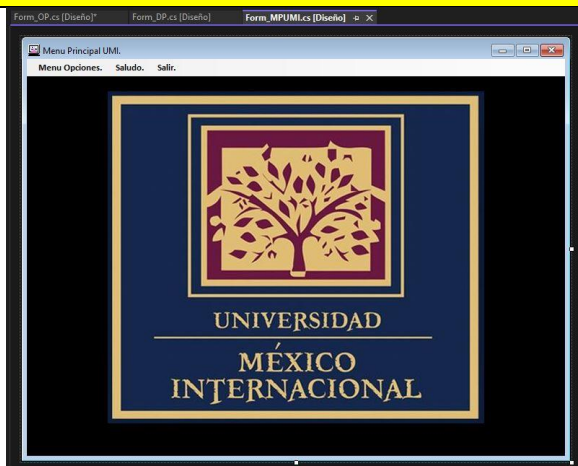 Form_OP.cs [Diseño]* Form_DP.cs [Diseño] Form_MPUMI.cs [Diseño]
Menu Principal UMI.
Menu Opciones. Saludo. Salir.
UNIVERSIDAD
MÉXICO
INTERNACIONAL